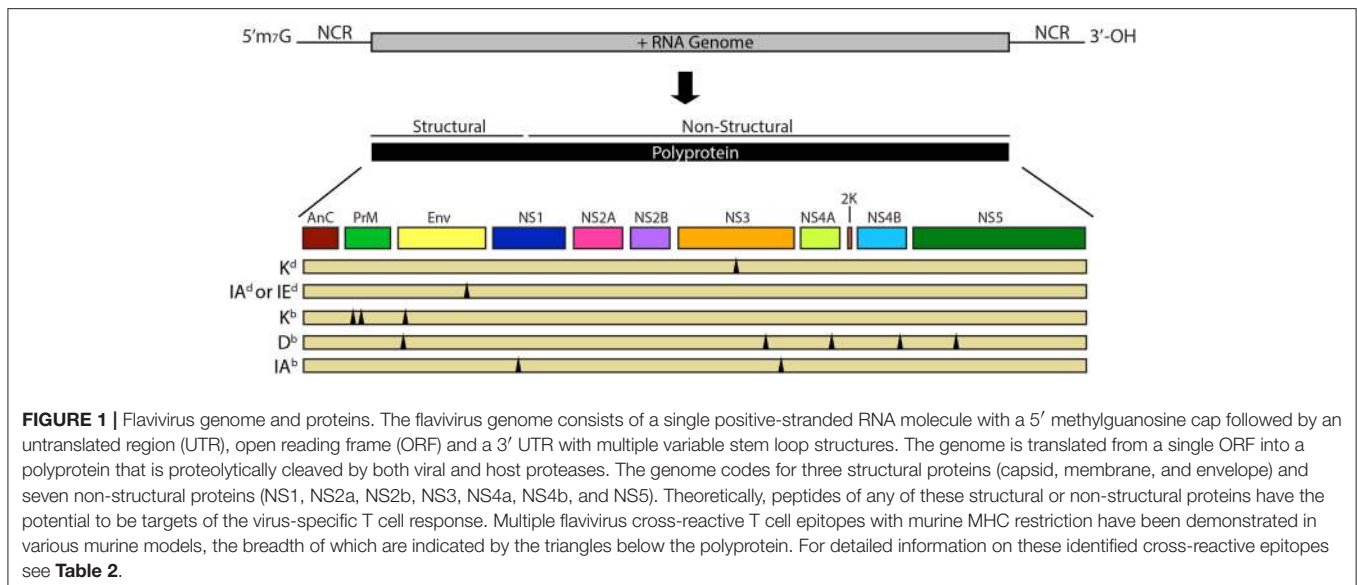 5′m7G NCR + RNA Genome NCR 3′-OH
Structural Non-Structural
Polyprotein
2K
AnC PrM Env NS1 NS2A NS2B NS3 NS4A NS4B NS5
Kᵈ
IAᵈ or IEᵈ
Kᵇ
Dᵇ
IAᵇ
FIGURE 1 | Flavivirus genome and proteins. The flavivirus genome consists of a single positive-stranded RNA molecule with a 5′ methylguanosine cap followed by an
untranslated region (UTR), open reading frame (ORF) and a 3′ UTR with multiple variable stem loop structures. The genome is translated from a single ORF into a
polyprotein that is proteolytically cleaved by both viral and host proteases. The genome codes for three structural proteins (capsid, membrane, and envelope) and
seven non-structural proteins (NS1, NS2a, NS2b, NS3, NS4a, NS4b, and NS5). Theoretically, peptides of any of these structural or non-structural proteins have the
potential to be targets of the virus-specific T cell response. Multiple flavivirus cross-reactive T cell epitopes with murine MHC restriction have been demonstrated in
various murine models, the breadth of which are indicated by the triangles below the polyprotein. For detailed information on these identified cross-reactive epitopes
see Table 2.